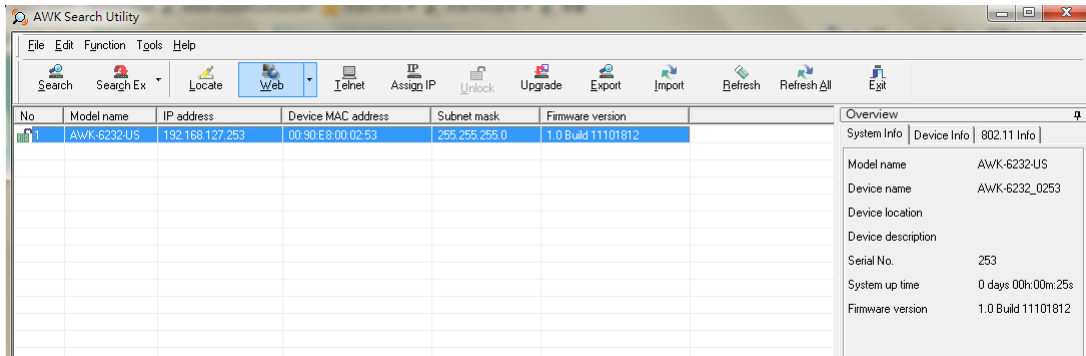 AWK Search Utility
File Edit Function Tools Help
Search Search Ex Locate Web Telnet Assign IP Unlock Upgrade Export Import Refresh Refresh All Exit
No Model name IP address Device MAC address Subnet mask Firmware version
1 AWK-6232-US 192.168.127.253 00:90:E8:00:02:53 255.255.255.0 1.0 Build 11101812
Overview
System Info Device Info 802.11 Info
Model name AWK-6232-US
Device name AWK-6232_0253
Device location
Device description
Serial No. 253
System up time 0 days 00h:00m:25s
Firmware version 1.0 Build 11101812